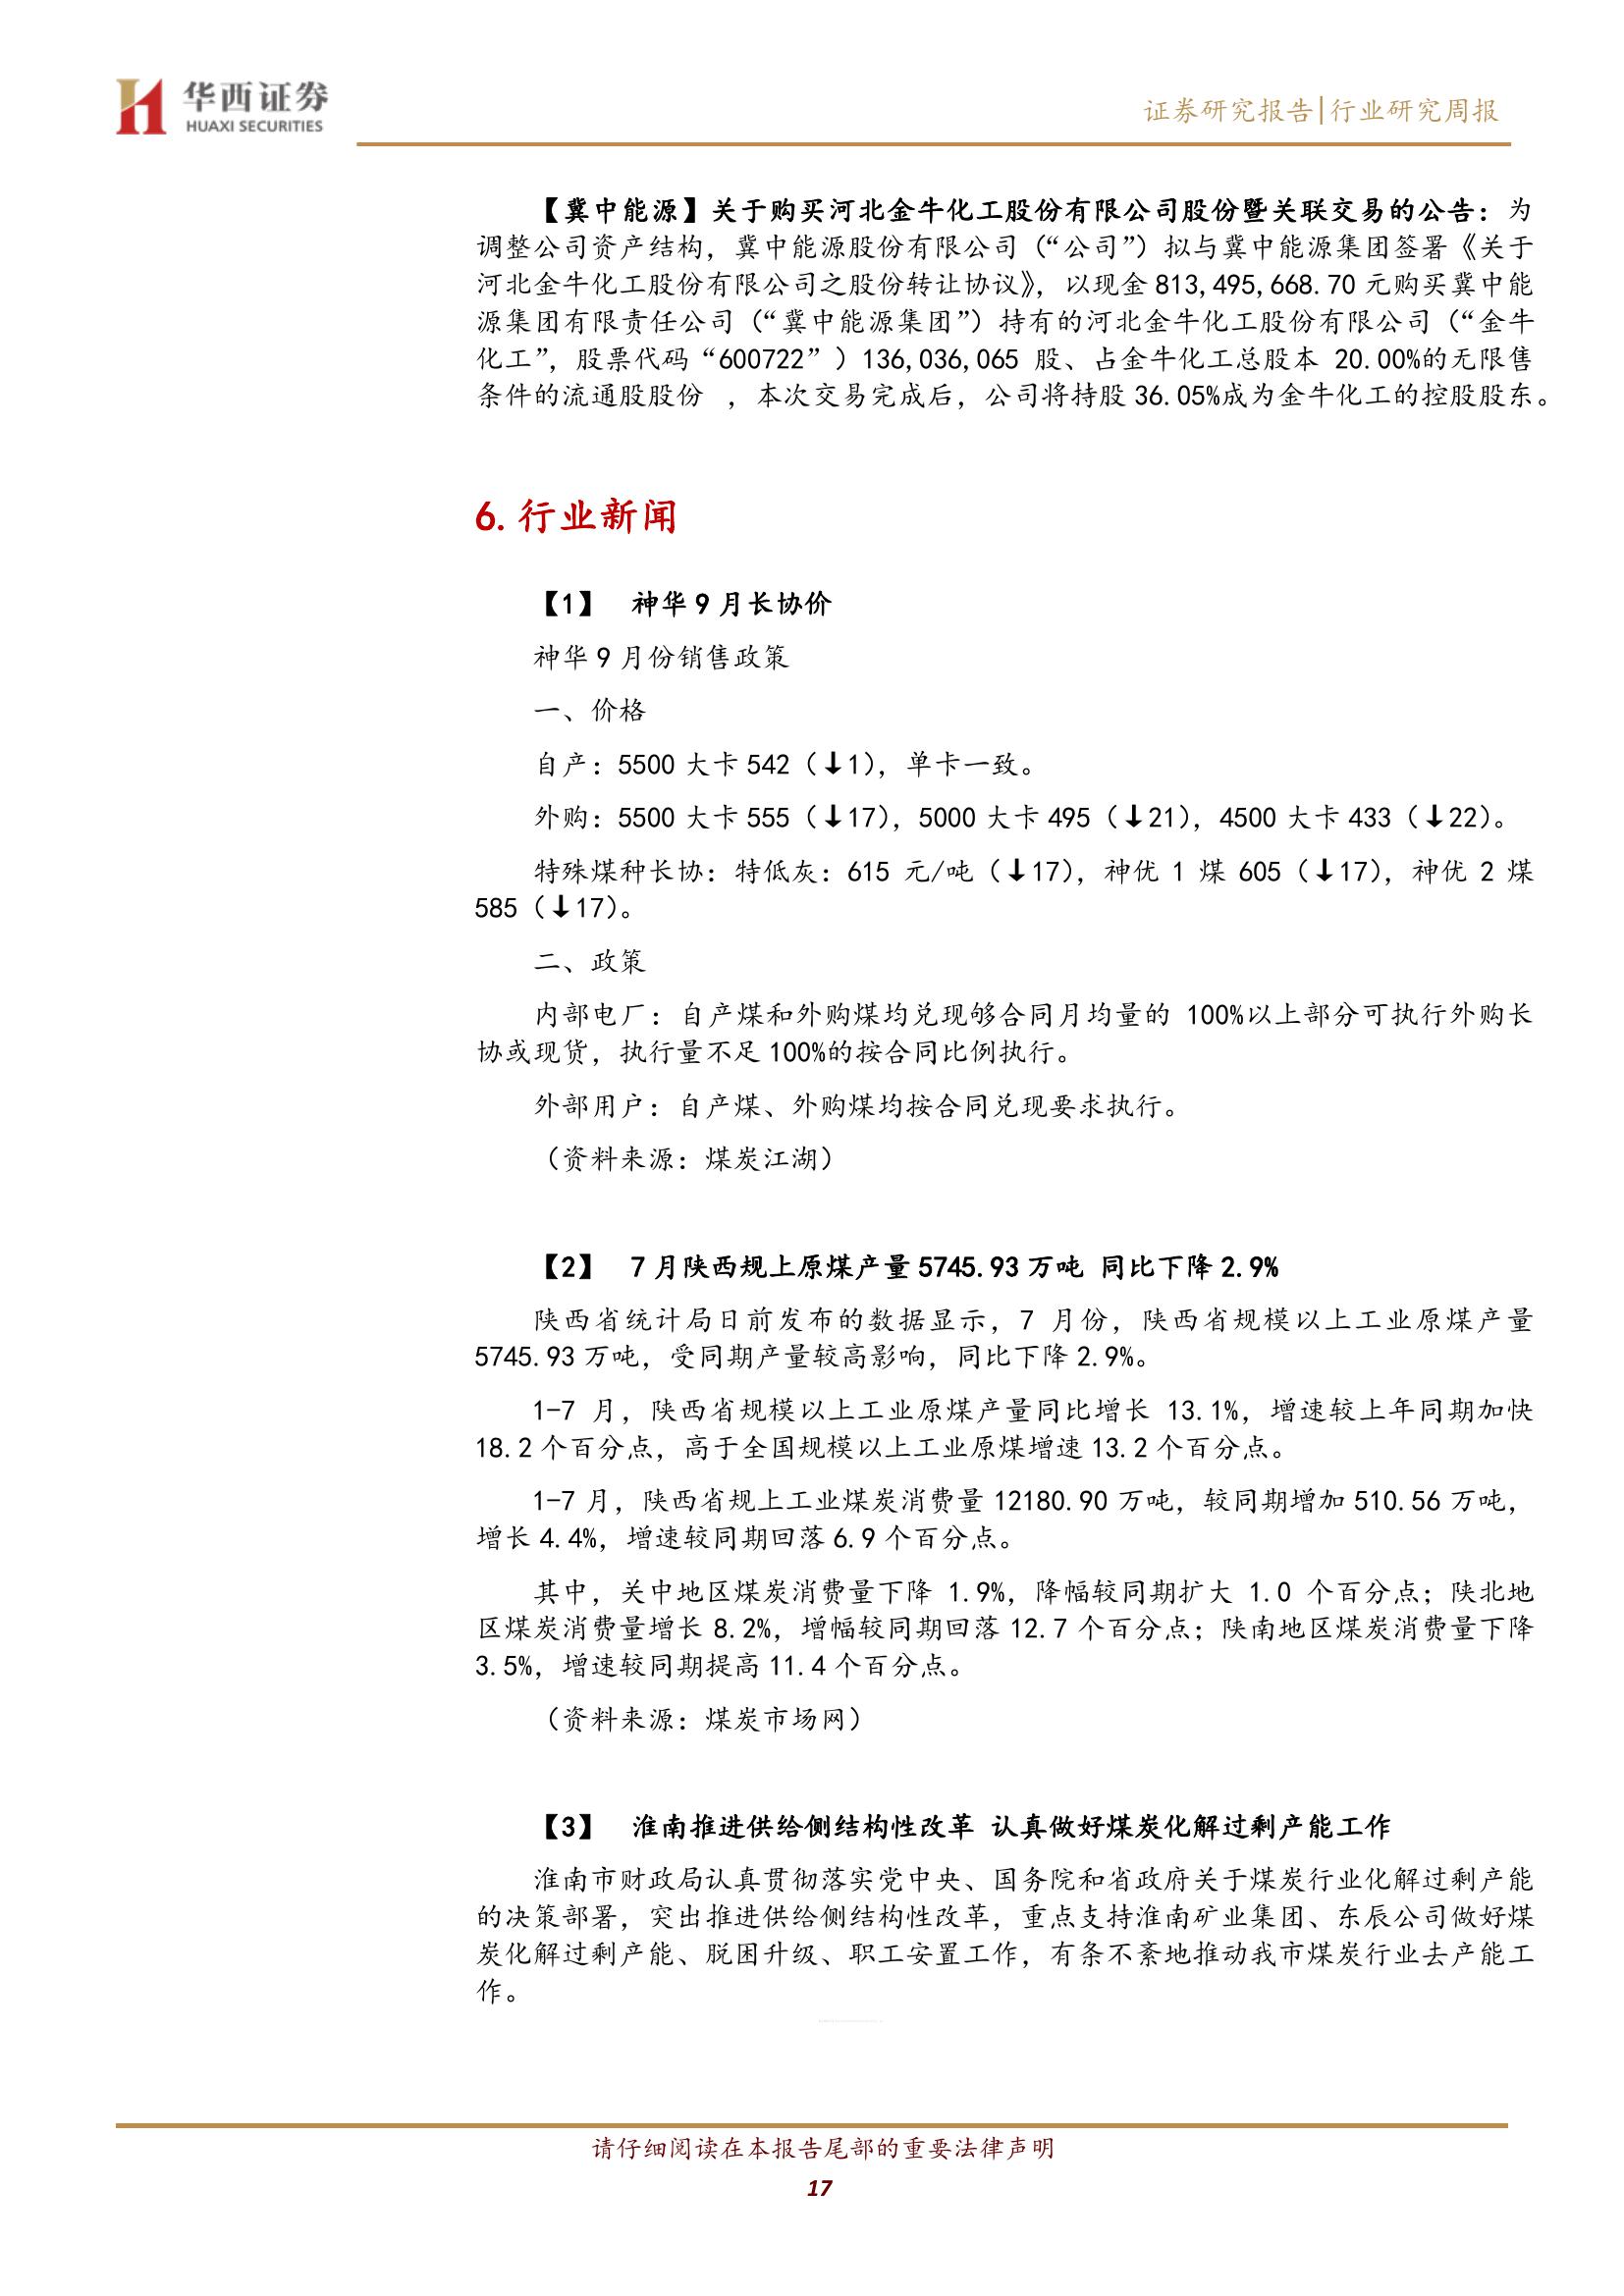 华西证券
HUAXI SECURITIES
证券研究报告|行业研究周报
【冀中能源】关于购买河北金牛化工股份有限公司股份暨关联交易的公告：为
调整公司资产结构，冀中能源股份有限公司（“公司”）拟与冀中能源集团签署《关于
河北金牛化工股份有限公司之股份转让协议》，以现金 813,495,668.70 元购买冀中能
源集团有限责任公司（“冀中能源集团”）持有的河北金牛化工股份有限公司（“金牛
化工”，股票代码“600722”）136,036,065 股、占金牛化工总股本 20.00%的无限售
条件的流通股股份 ，本次交易完成后，公司将持股 36.05%成为金牛化工的控股股东。
6. 行业新闻
【1】 神华 9 月长协价
神华 9 月份销售政策
一、价格
自产：5500 大卡 542（↓1），单卡一致。
外购：5500 大卡 555（↓17），5000 大卡 495（↓21），4500 大卡 433（↓22）。
特殊煤种长协：特低灰：615 元/吨（↓17），神优 1 煤 605（↓17），神优 2 煤
585（↓17）。
二、政策
内部电厂：自产煤和外购煤均兑现够合同月均量的 100%以上部分可执行外购长
协或现货，执行量不足 100%的按合同比例执行。
外部用户：自产煤、外购煤均按合同兑现要求执行。
（资料来源：煤炭江湖）
【2】 7 月陕西规上原煤产量 5745.93 万吨 同比下降 2.9%
陕西省统计局日前发布的数据显示，7 月份，陕西省规模以上工业原煤产量
5745.93 万吨，受同期产量较高影响，同比下降 2.9%。
1-7 月，陕西省规模以上工业原煤产量同比增长 13.1%，增速较上年同期加快
18.2 个百分点，高于全国规模以上工业原煤增速 13.2 个百分点。
1-7 月，陕西省规上工业煤炭消费量 12180.90 万吨，较同期增加 510.56 万吨，
增长 4.4%，增速较同期回落 6.9 个百分点。
其中，关中地区煤炭消费量下降 1.9%，降幅较同期扩大 1.0 个百分点；陕北地
区煤炭消费量增长 8.2%，增幅较同期回落 12.7 个百分点；陕南地区煤炭消费量下降
3.5%，增速较同期提高 11.4 个百分点。
（资料来源：煤炭市场网）
【3】 淮南推进供给侧结构性改革 认真做好煤炭化解过剩产能工作
淮南市财政局认真贯彻落实党中央、国务院和省政府关于煤炭行业化解过剩产能
的决策部署，突出推进供给侧结构性改革，重点支持淮南矿业集团、东辰公司做好煤
炭化解过剩产能、脱困升级、职工安置工作，有条不紊地推动我市煤炭行业去产能工
作。
请仔细阅读在本报告尾部的重要法律声明
17